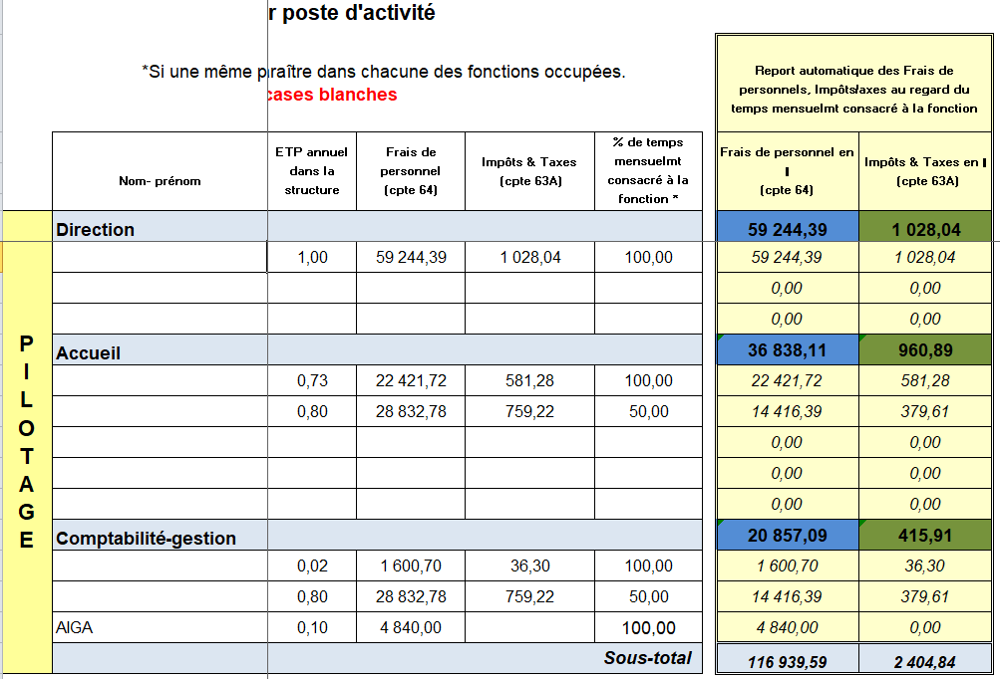 r poste d'activité
*Si une même praître dans chacune des fonctions occupées.
cases blanches
Report automatique des Frais de
personnels, Impôts/axes au regard du
temps mensuelmt consacré à la fonction
Nom- prénom
ETP annuel
dans la
structure
Frais de
personnel
(cpte 64)
Impôts & Taxes
(cpte 63A)
% de temps
mensuelmt
consacré à la
fonction *
Frais de personnel en
(cpte 64)
Impôts & Taxes en
(cpte 63A)
PILOTAGE
Direction 59 244,39 1 028,04
1,00 59 244,39 1 028,04 100,00 59 244,39 1 028,04
0,00 0,00
0,00 0,00
Accueil 36 838,11 960,89
0,73 22 421,72 581,28 100,00 22 421,72 581,28
0,80 28 832,78 759,22 50,00 14 416,39 379,61
0,00 0,00
0,00 0,00
0,00 0,00
Comptabilité-gestion 20 857,09 415,91
0,02 1 600,70 36,30 100,00 1 600,70 36,30
0,80 28 832,78 759,22 50,00 14 416,39 379,61
AIGA 0,10 4 840,00 100,00 4 840,00 0,00
Sous-total 116 939,59 2 404,84